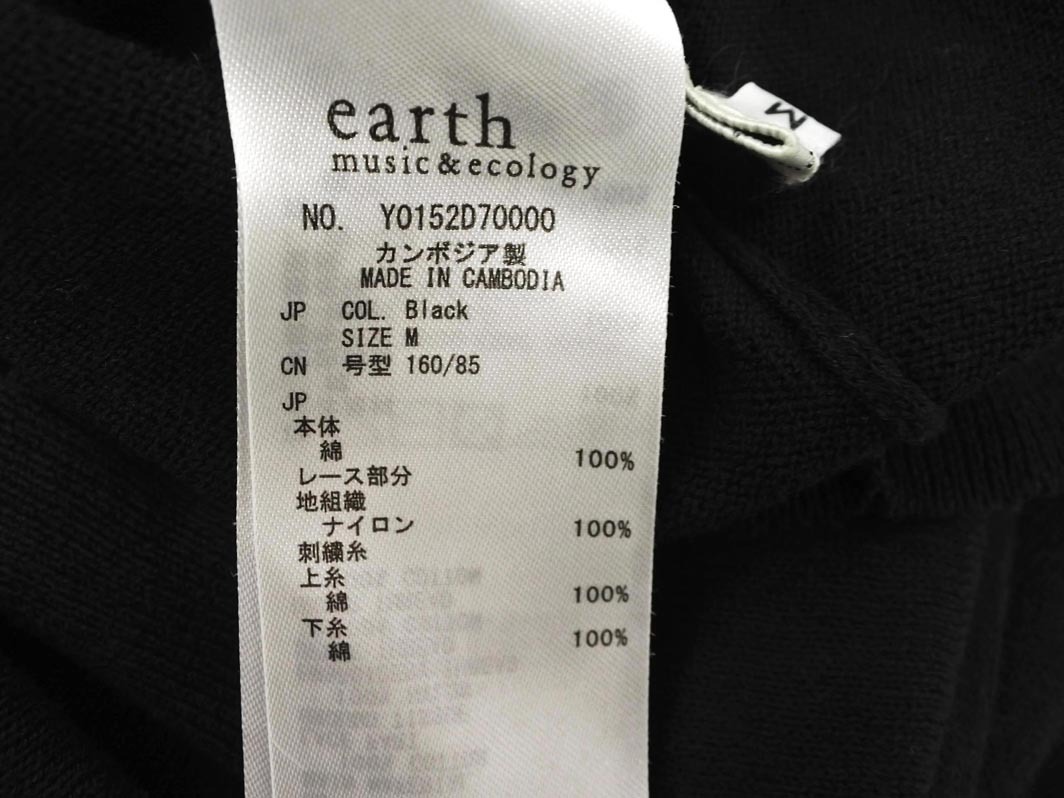 earth
music&ecology
NO. Y0152D70000
カンボジア製
MADE IN CAMBODIA
JP COL. Black
SIZE M
CN 号型 160/85
JP
本体
綿 100%
レース部分
地組織
ナイロン 100%
刺繍糸
上糸
綿 100%
下糸
綿 100%
M